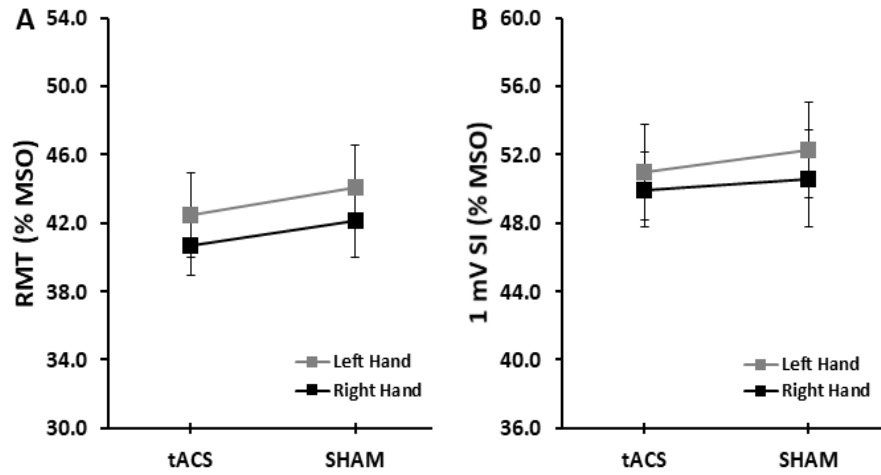 A
RMT (% MSO)
54.0
50.0
46.0
42.0
38.0
34.0
30.0
Left Hand
Right Hand
tACS SHAM
B
1 mV SI (% MSO)
60.0
56.0
52.0
48.0
44.0
40.0
36.0
Left Hand
Right Hand
tACS SHAM